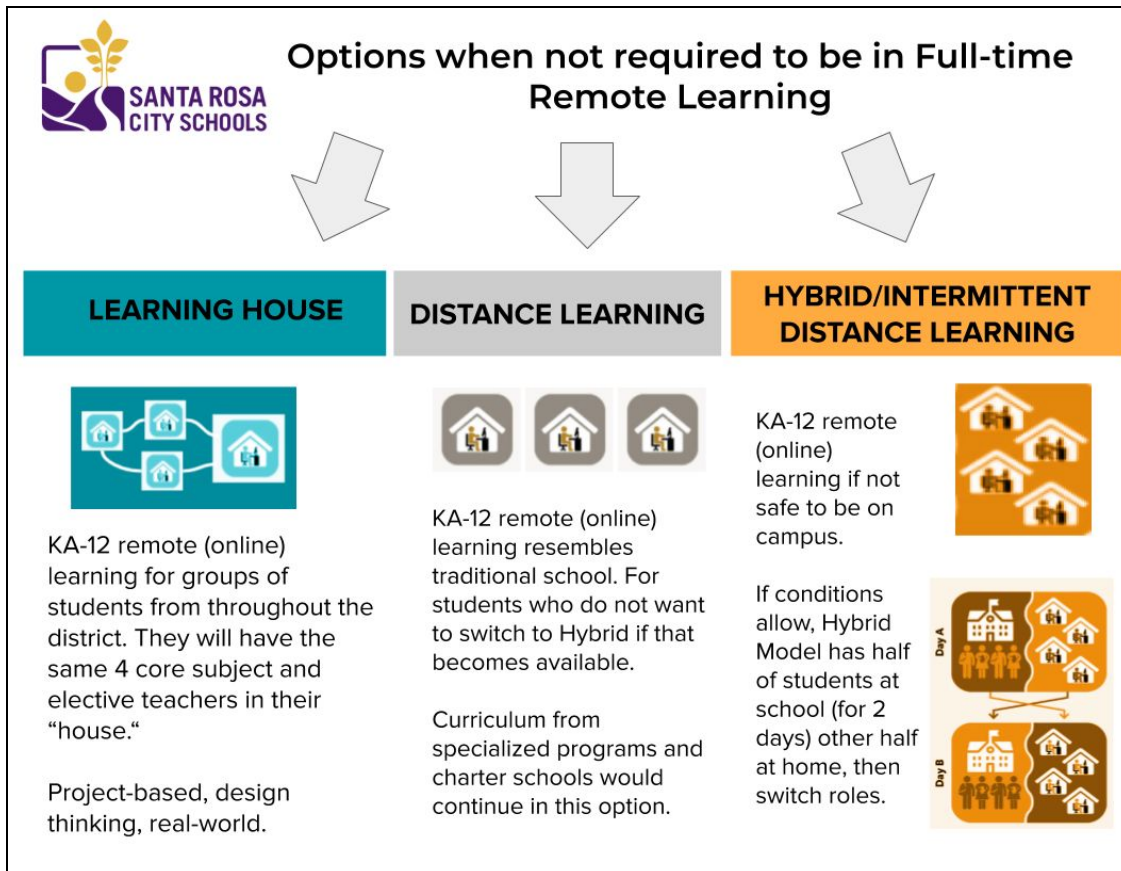 SANTA ROSA
CITY SCHOOLS
Options when not required to be in Full-time
Remote Learning
LEARNING HOUSE
KA-12 remote (online)
learning for groups of
students from throughout the
district. They will have the
same 4 core subject and
elective teachers in their
“house.“
Project-based, design
thinking, real-world.
DISTANCE LEARNING
KA-12 remote (online)
learning resembles
traditional school. For
students who do not want
to switch to Hybrid if that
becomes available.
Curriculum from
specialized programs and
charter schools would
continue in this option.
HYBRID/INTERMITTENT
DISTANCE LEARNING
KA-12 remote
(online)
learning if not
safe to be on
campus.
If conditions
allow, Hybrid
Model has half
of students at
school (for 2
days) other half
at home, then
switch roles.
Day A
Day B